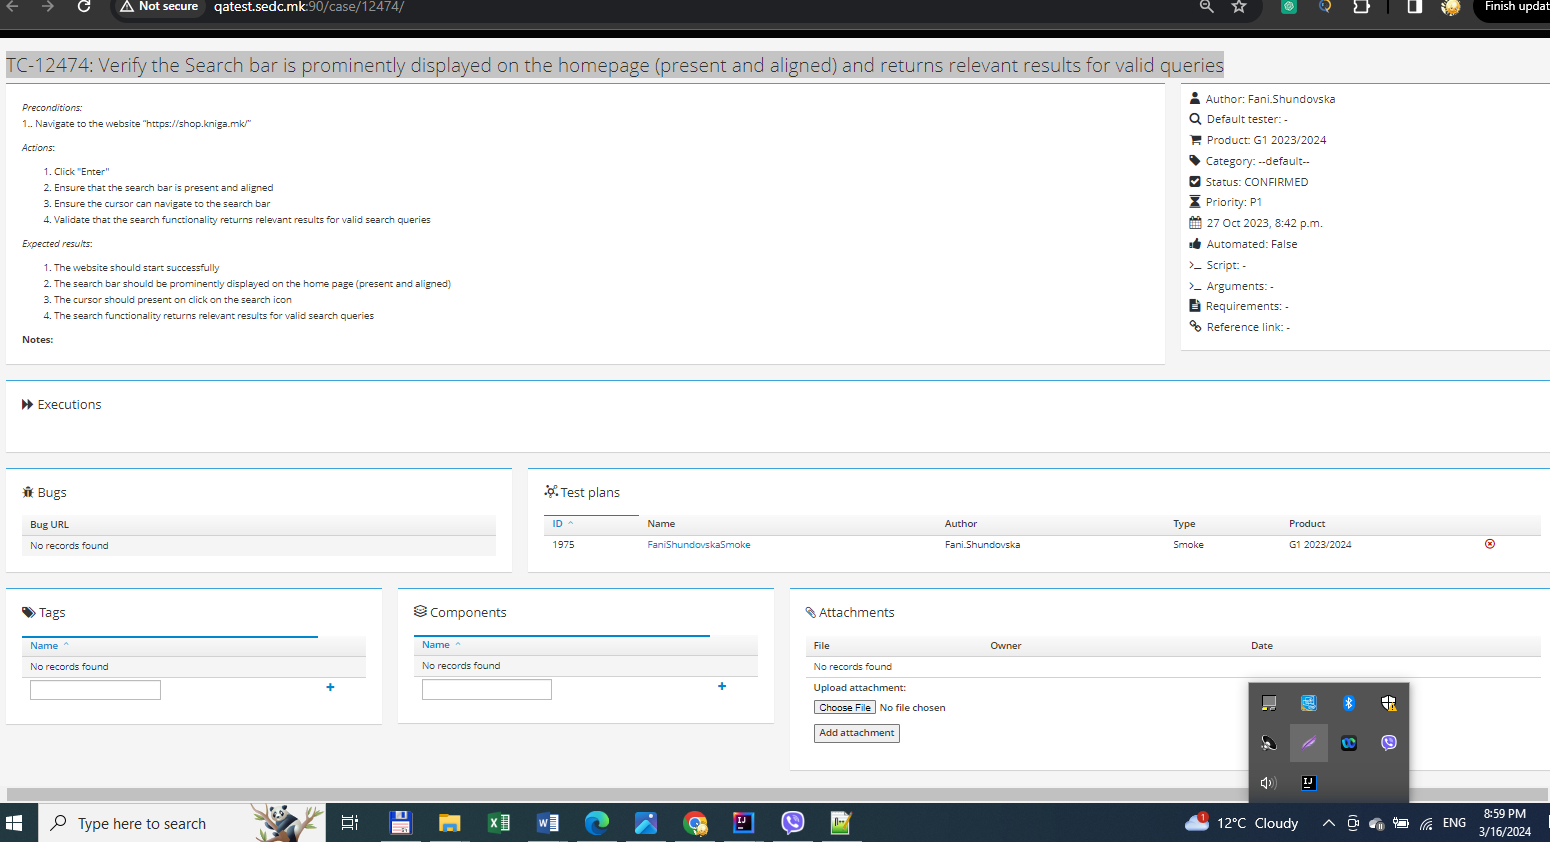 Not secure qatest.sedc.mk:90/case/12474/ Finish updat
TC-12474: Verify the Search bar is prominently displayed on the homepage (present and aligned) and returns relevant results for valid queries
Preconditions:
1.. Navigate to the website "https://shop.kniga.mk/"
Actions:
1. Click "Enter"
2. Ensure that the search bar is present and aligned
3. Ensure the cursor can navigate to the search bar
4. Validate that the search functionality returns relevant results for valid search queries
Expected results:
1. The website should start successfully
2. The search bar should be prominently displayed on the home page (present and aligned)
3. The cursor should present on click on the search icon
4. The search functionality returns relevant results for valid search queries
Notes:
Author: Fani.Shundovska
Default tester: -
Product: G1 2023/2024
Category: --default--
Status: CONFIRMED
Priority: P1
27 Oct 2023, 8:42 p.m.
Automated: False
Script: -
Arguments: -
Requirements: -
Reference link: -
Executions
Bugs
Bug URL
No records found
Test plans
ID Name Author Type Product
1975 FaniShundovskaSmoke Fani.Shundovska Smoke G1 2023/2024
Tags
Name
No records found
Components
Name
No records found
Attachments
File Owner Date
No records found
Upload attachment:
Choose File No file chosen
Add attachment
Type here to search
1
12°C Cloudy
ENG
8:59 PM
3/16/2024